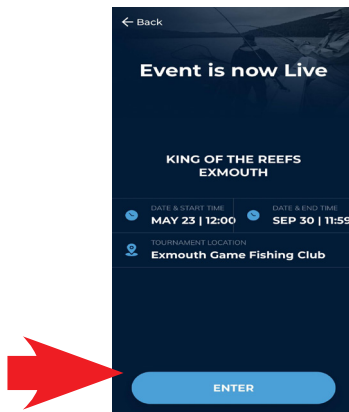 ← Back
Event is now Live
KING OF THE REEFS
EXMOUTH
DATE & START TIME
MAY 23 | 12:00
DATE & END TIME
SEP 30 | 11:59
TOURNAMENT LOCATION
Exmouth Game Fishing Club
ENTER